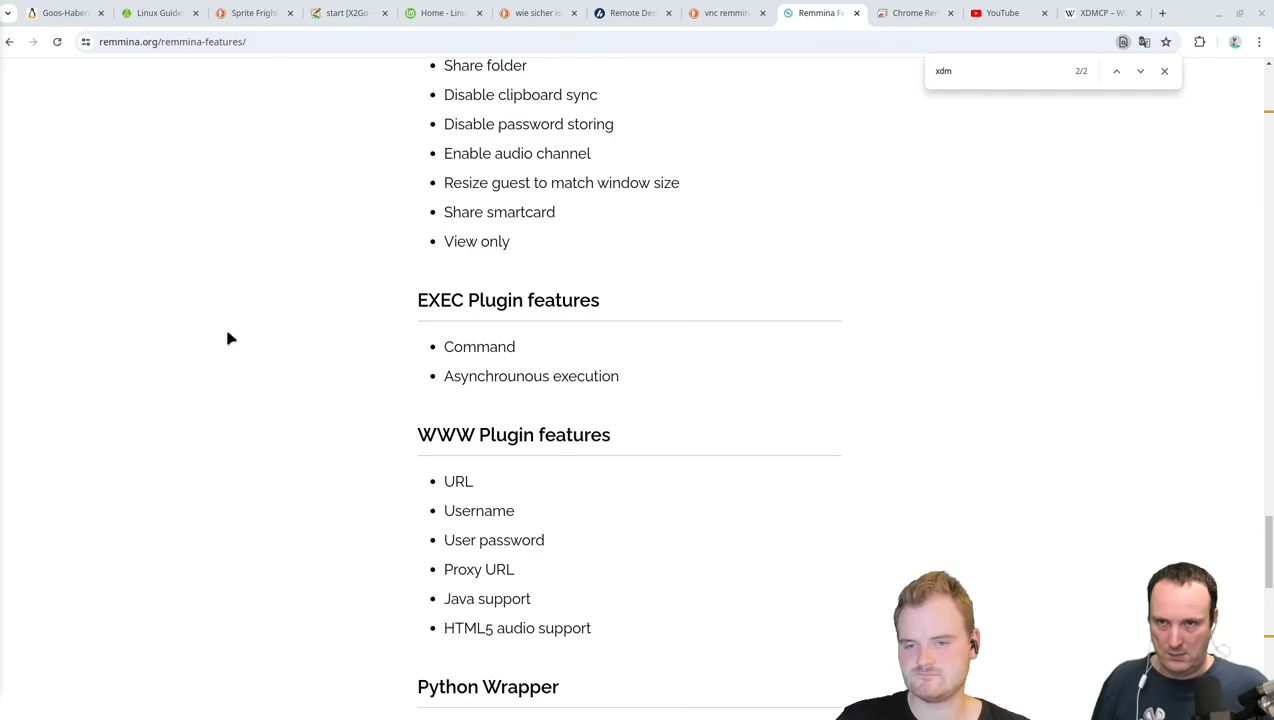 Goos-Haber
Linux Guide
Sprite Frigh
start [X2Go
Home - Linu
wie sicher is
Remote Des
vnc remmin
Remmina Fe
Chrome Rem
YouTube
XDMCP – Wi
remmina.org/remmina-features/
xdm
2/2
Share folder
Disable clipboard sync
Disable password storing
Enable audio channel
Resize guest to match window size
Share smartcard
View only
EXEC Plugin features
Command
Asynchrounous execution
WWW Plugin features
URL
Username
User password
Proxy URL
Java support
HTML5 audio support
Python Wrapper